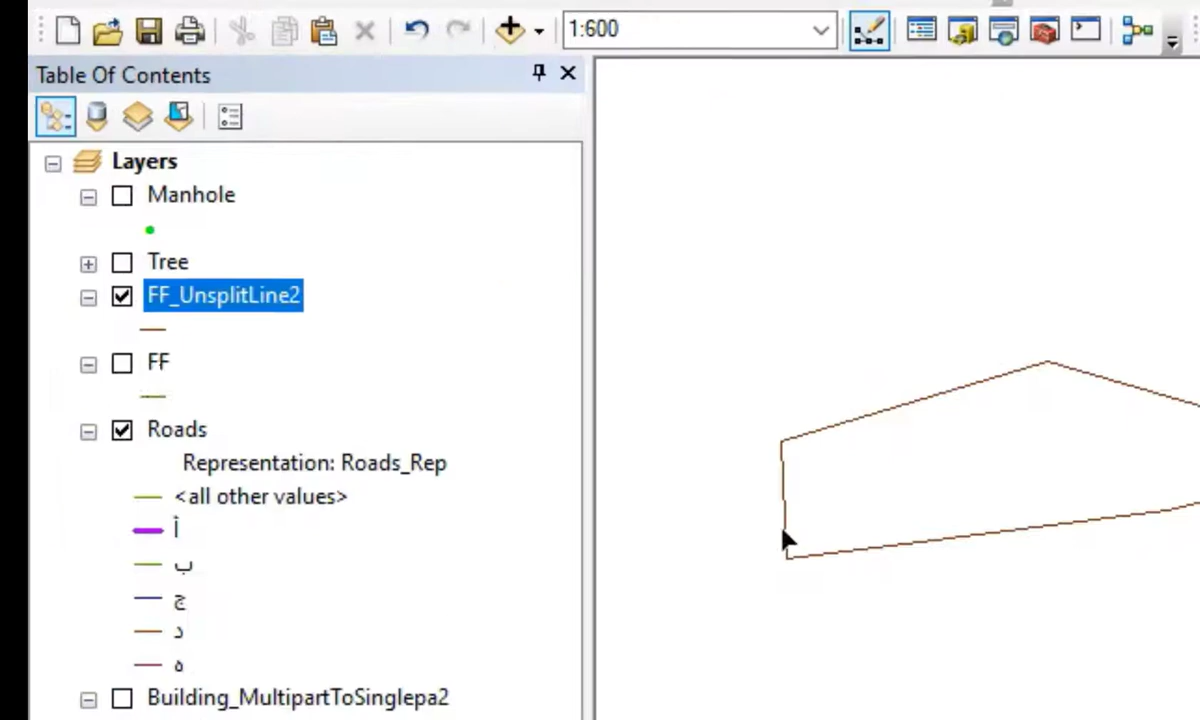 1:600
Table Of Contents
Layers
Manhole
Tree
FF_UnsplitLine2
FF
Roads
Representation: Roads_Rep
<all other values>
أ
ب
ج
د
ه
Building_MultipartToSinglepa2